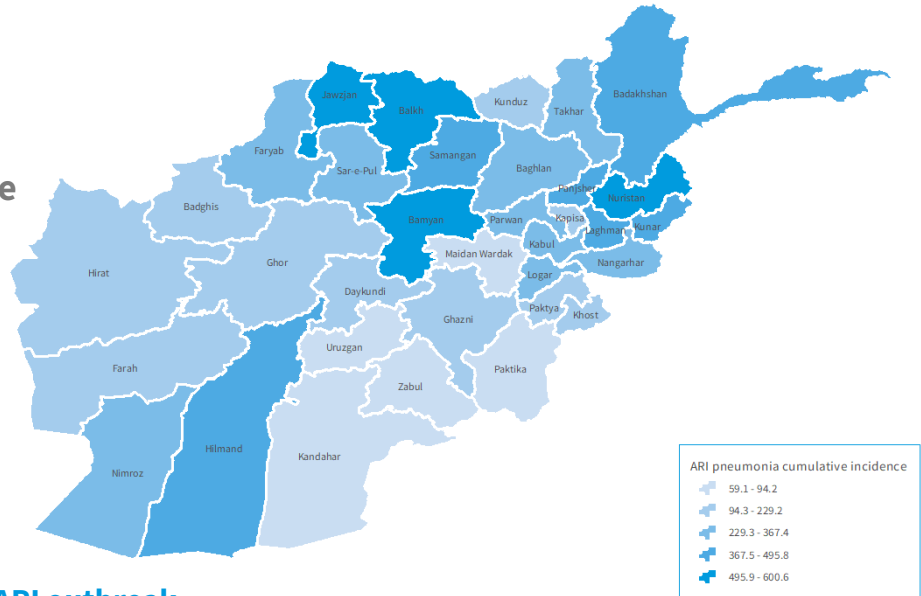 Badakhshan
Jawzjan
Balkh
Kunduz
Takhar
Faryab
Samangan
Sar-e-Pul
Baghlan
Panjsher
Nuristan
e
Badghis
Bamyan
Parwan
Kapisa
Laghman
Kunar
Kabul
Maidan Wardak
Nangarhar
Hirat
Ghor
Logar
Daykundi
Paktya
Khost
Ghazni
Uruzgan
Farah
Zabul
Paktika
Hilmand
Kandahar
Nimroz
ARI pneumonia cumulative incidence
59.1 - 94.2
94.3 - 229.2
229.3 - 367.4
367.5 - 495.8
495.9 - 600.6
ARI outbreak